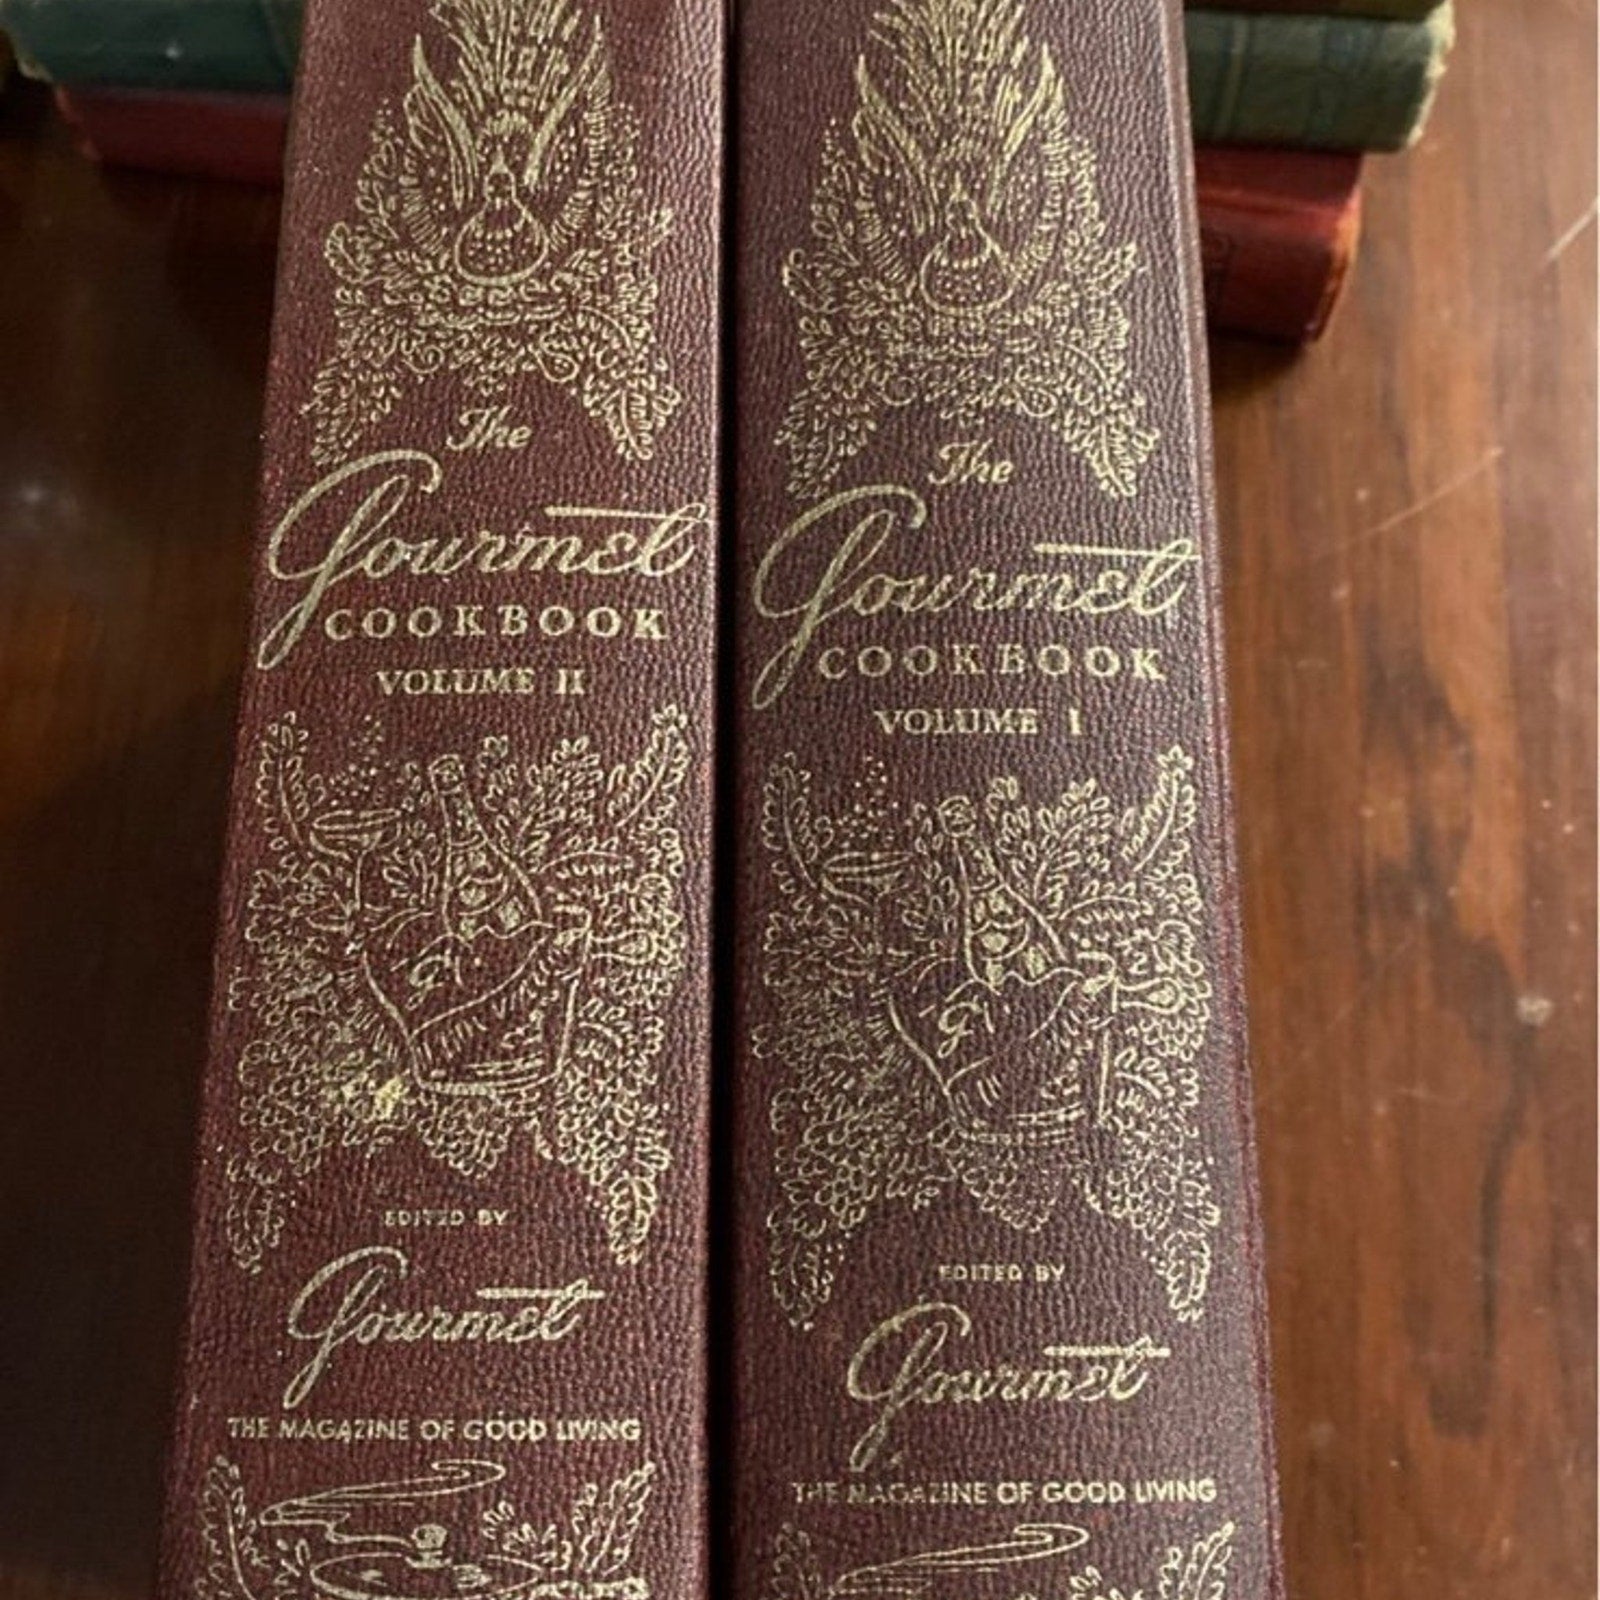 The
Gourmet
COOKBOOK
VOLUME II
G
EDITED BY
Gourmet
THE MAGAZINE OF GOOD LIVING
The
Gourmet
COOKBOOK
VOLUME I
G
EDITED BY
Gourmet
THE MAGAZINE OF GOOD LIVING